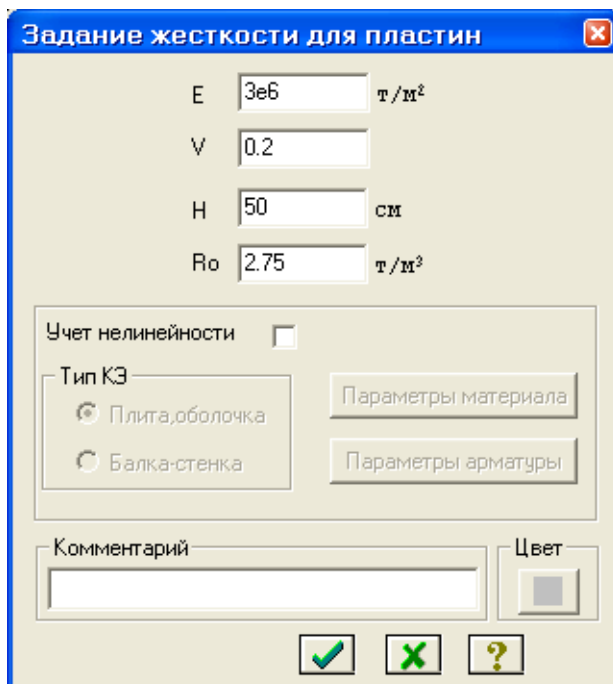 Задание жесткости для пластин
E 3e6 т/м²
V 0.2
H 50 см
Ro 2.75 т/м³
Учет нелинейности
Тип КЭ
Плита,оболочка
Параметры материала
Балка-стенка
Параметры арматуры
Комментарий
Цвет
?